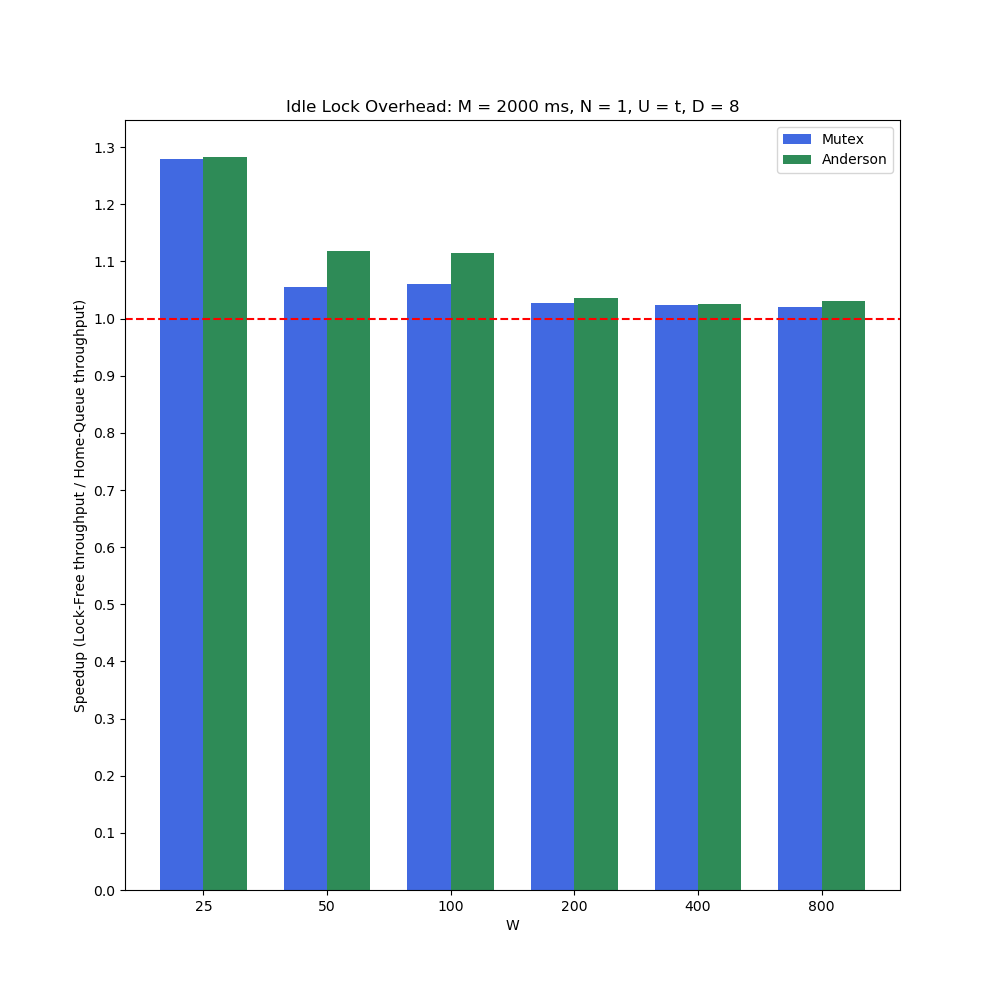 Idle Lock Overhead: M = 2000 ms, N = 1, U = t, D = 8
Mutex
Anderson
Speedup (Lock-Free throughput / Home-Queue throughput)
1.3
1.2
1.1
1.0
0.9
0.8
0.7
0.6
0.5
0.4
0.3
0.2
0.1
0.0
25 50 100 200 400 800
W